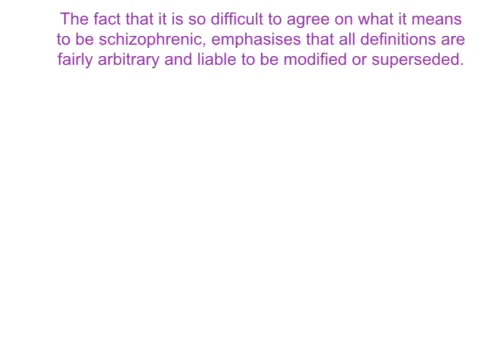 The fact that it is so difficult to agree on what it means
to be schizophrenic, emphasises that all definitions are
fairly arbitrary and liable to be modified or superseded.